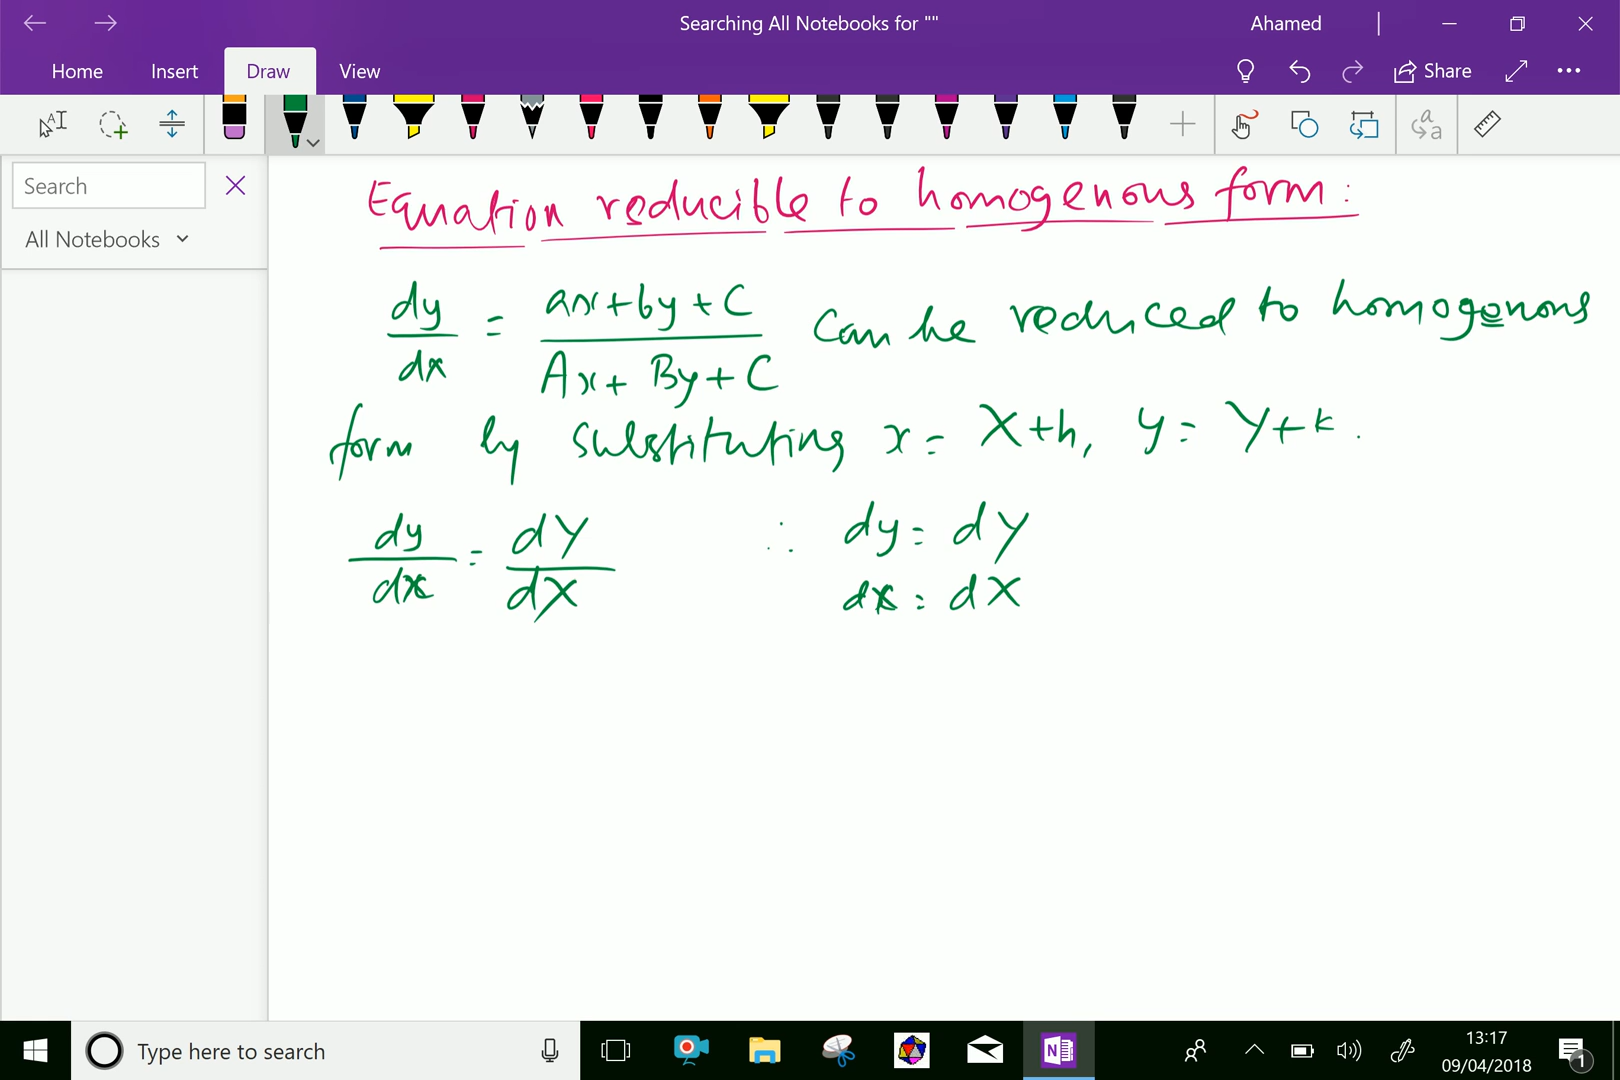 Searching All Notebooks for ""
Ahamed
Home Insert Draw View
Share
Search
All Notebooks
Equation reducible to homogenous form:
dy/dx = ax+by+c / Ax+By+C can be reduced to homogenous
form by substituting x = X+h, y = Y+k.
dy/dx = dY/dX ∴ dy = dY
dx = dX
Type here to search
N
13:17
09/04/2018
1